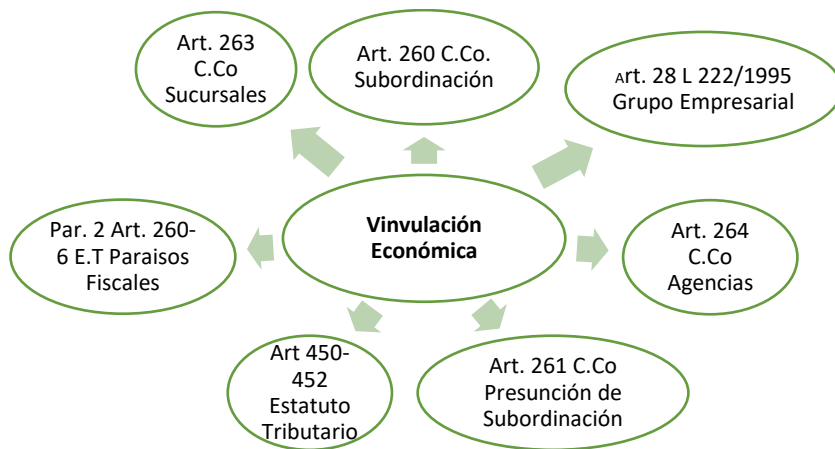 Art. 263
C.Co
Sucursales
Art. 260 C.Co.
Subordinación
Art. 28 L 222/1995
Grupo Empresarial
Vinvulación
Económica
Par. 2 Art. 260-
6 E.T Paraisos
Fiscales
Art. 264
C.Co
Agencias
Art 450-
452
Estatuto
Tributario
Art. 261 C.Co
Presunción de
Subordinación